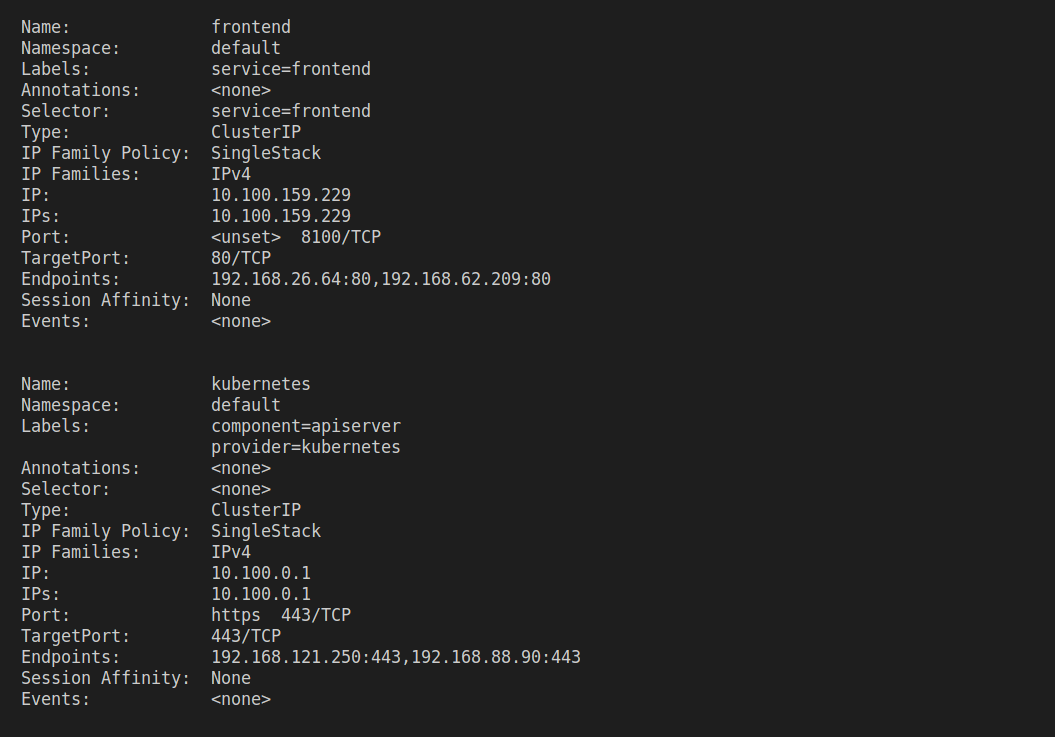 Name:              frontend
Namespace:         default
Labels:            service=frontend
Annotations:       <none>
Selector:          service=frontend
Type:              ClusterIP
IP Family Policy:  SingleStack
IP Families:       IPv4
IP:                10.100.159.229
IPs:               10.100.159.229
Port:              <unset>  8100/TCP
TargetPort:        80/TCP
Endpoints:         192.168.26.64:80,192.168.62.209:80
Session Affinity:  None
Events:            <none>

Name:              kubernetes
Namespace:         default
Labels:            component=apiserver
                   provider=kubernetes
Annotations:       <none>
Selector:          <none>
Type:              ClusterIP
IP Family Policy:  SingleStack
IP Families:       IPv4
IP:                10.100.0.1
IPs:               10.100.0.1
Port:              https  443/TCP
TargetPort:        443/TCP
Endpoints:         192.168.121.250:443,192.168.88.90:443
Session Affinity:  None
Events:            <none>